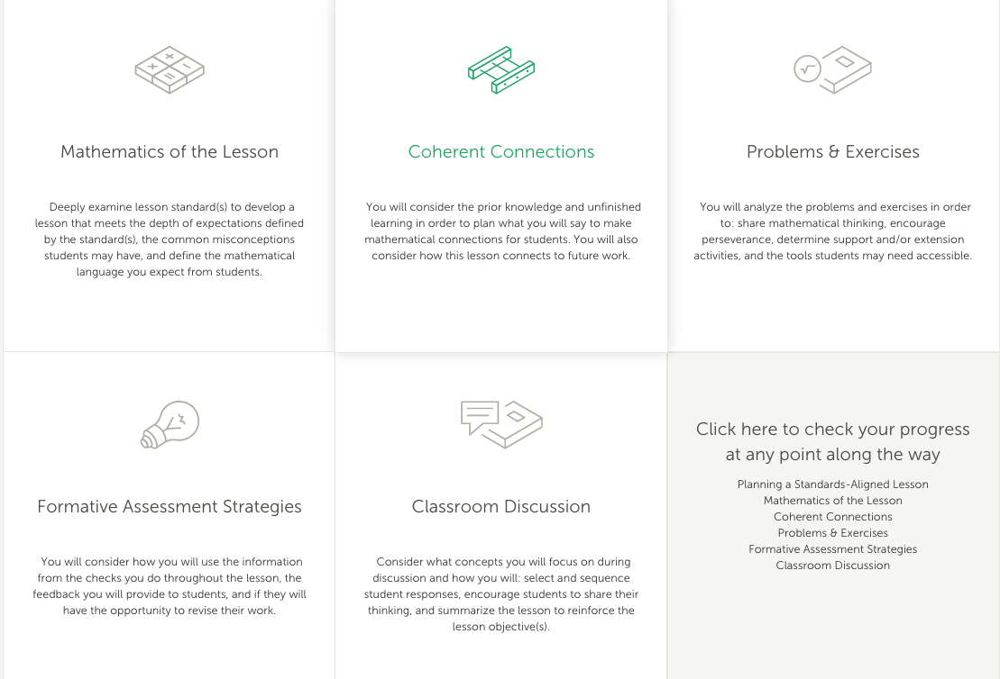 Mathematics of the Lesson
Deeply examine lesson standard(s) to develop a
lesson that meets the depth of expectations defined
by the standard(s), the common misconceptions
students may have, and define the mathematical
language you expect from students.
Coherent Connections
You will consider the prior knowledge and unfinished
learning in order to plan what you will say to make
mathematical connections for students. You will also
consider how this lesson connects to future work.
Problems & Exercises
You will analyze the problems and exercises in order
to: share mathematical thinking, encourage
perseverance, determine support and/or extension
activities, and the tools students may need accessible.
Formative Assessment Strategies
You will consider how you will use the information
from the checks you do throughout the lesson, the
feedback you will provide to students, and if they will
have the opportunity to revise their work.
Classroom Discussion
Consider what concepts you will focus on during
discussion and how you will: select and sequence
student responses, encourage students to share their
thinking, and summarize the lesson to reinforce the
lesson objective(s).
Click here to check your progress
at any point along the way
Planning a Standards-Aligned Lesson
Mathematics of the Lesson
Coherent Connections
Problems & Exercises
Formative Assessment Strategies
Classroom Discussion